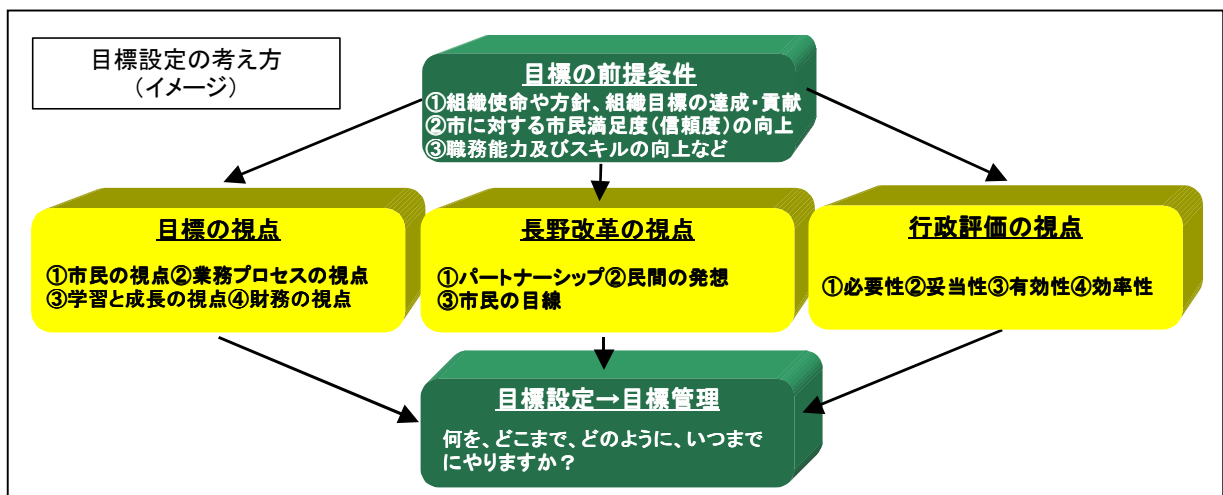 目標設定の考え方
（イメージ）
目標の前提条件
①組織使命や方針、組織目標の達成・貢献
②市に対する市民満足度（信頼度）の向上
③職務能力及びスキルの向上など
目標の視点
①市民の視点②業務プロセスの視点
③学習と成長の視点④財務の視点
長野改革の視点
①パートナーシップ②民間の発想
③市民の目線
行政評価の視点
①必要性②妥当性③有効性④効率性
目標設定→目標管理
何を、どこまで、どのように、いつまで
にやりますか？